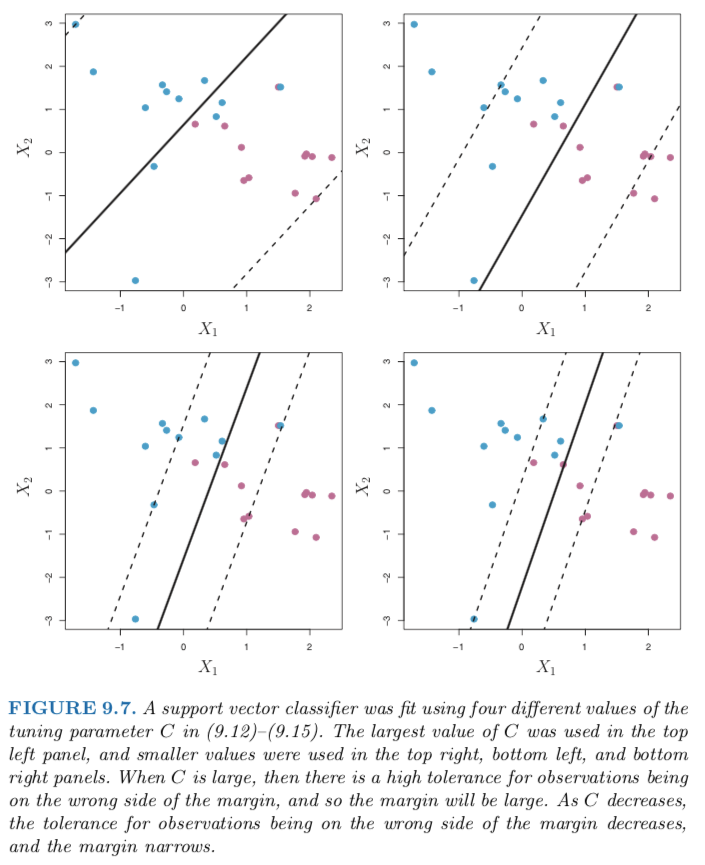 3
2
1
0
−1
−2
−3
X2
−1 0 1 2
X1
3
2
1
0
−1
−2
−3
X2
−1 0 1 2
X1
3
2
1
0
−1
−2
−3
X2
−1 0 1 2
X1
3
2
1
0
−1
−2
−3
X2
−1 0 1 2
X1
FIGURE 9.7. A support vector classifier was fit using four different values of the
tuning parameter C in (9.12)–(9.15). The largest value of C was used in the top
left panel, and smaller values were used in the top right, bottom left, and bottom
right panels. When C is large, then there is a high tolerance for observations being
on the wrong side of the margin, and so the margin will be large. As C decreases,
the tolerance for observations being on the wrong side of the margin decreases,
and the margin narrows.